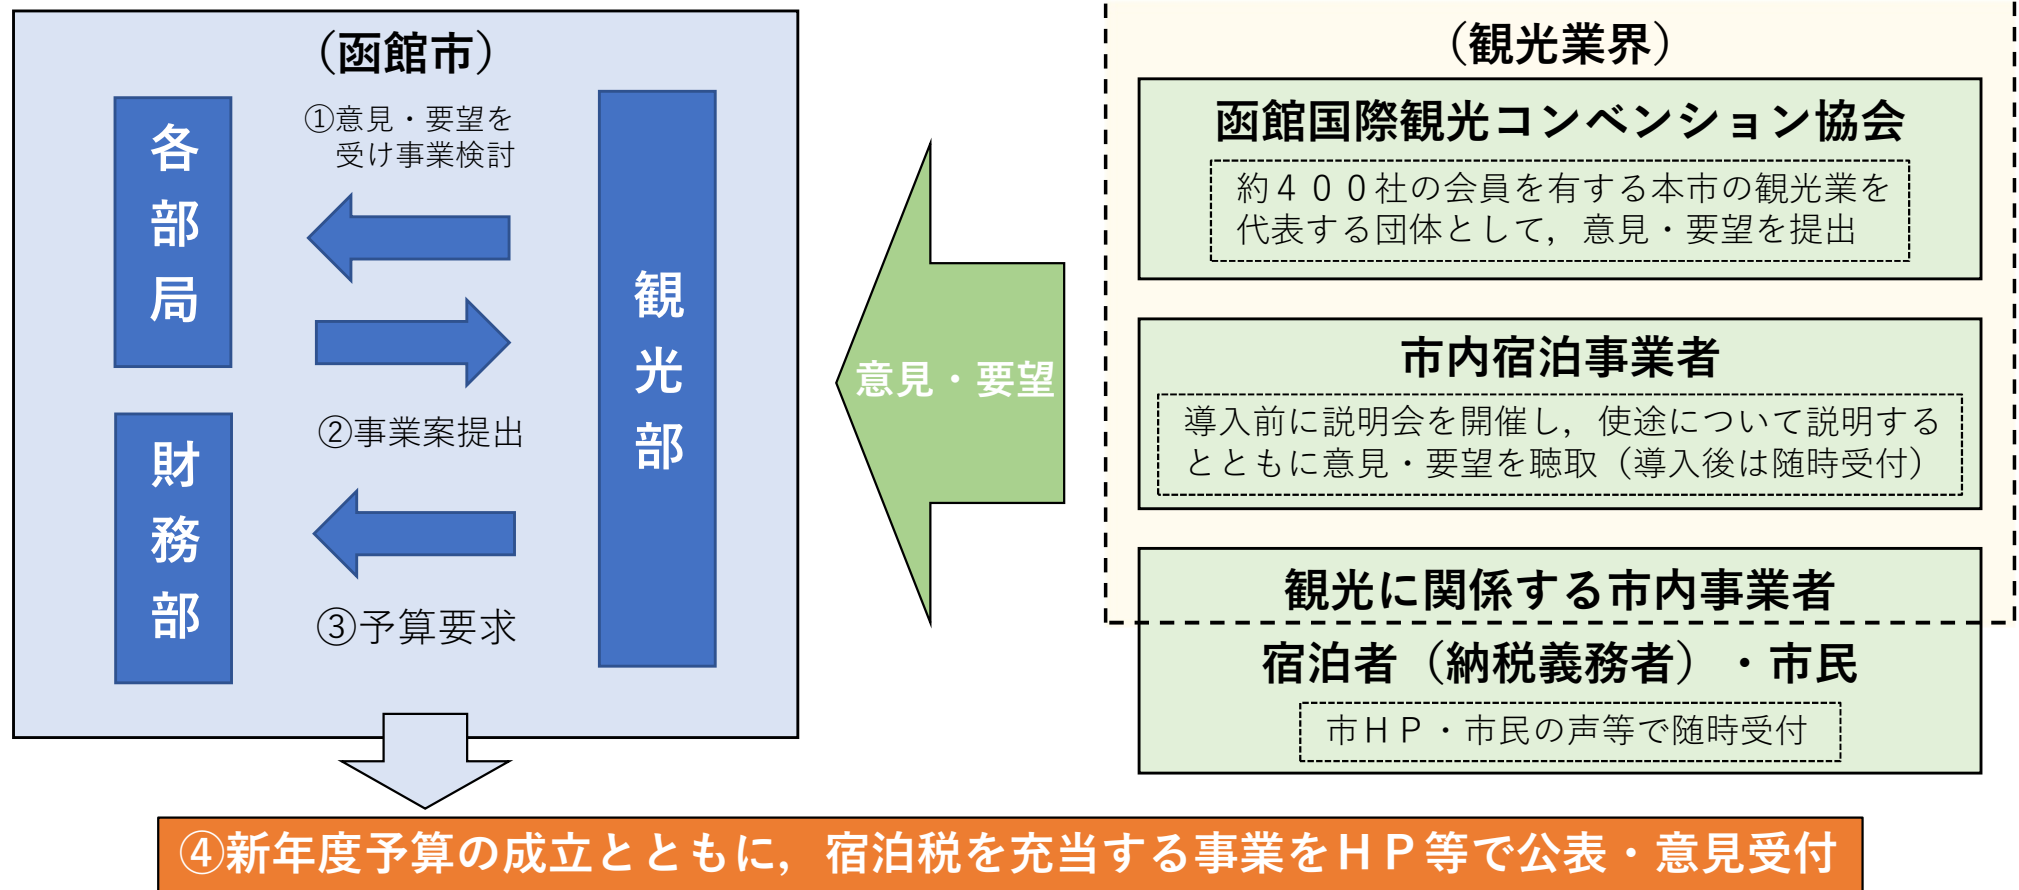 （函館市）
各部局
①意見・要望を
受け事業検討
②事業案提出
財務部
③予算要求
観光部
意見・要望
（観光業界）
函館国際観光コンベンション協会
約４００社の会員を有する本市の観光業を
代表する団体として，意見・要望を提出
市内宿泊事業者
導入前に説明会を開催し，使途について説明する
とともに意見・要望を聴取（導入後は随時受付）
観光に関係する市内事業者
宿泊者（納税義務者）・市民
市ＨＰ・市民の声等で随時受付
④新年度予算の成立とともに，宿泊税を充当する事業をＨＰ等で公表・意見受付